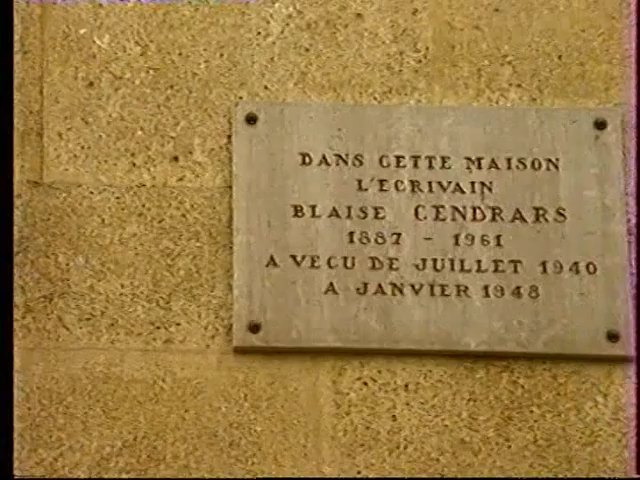 DANS CETTE MAISON
L'ECRIVAIN
BLAISE CENDRARS
1887 - 1961
A VECU DE JUILLET 1940
A JANVIER 1948